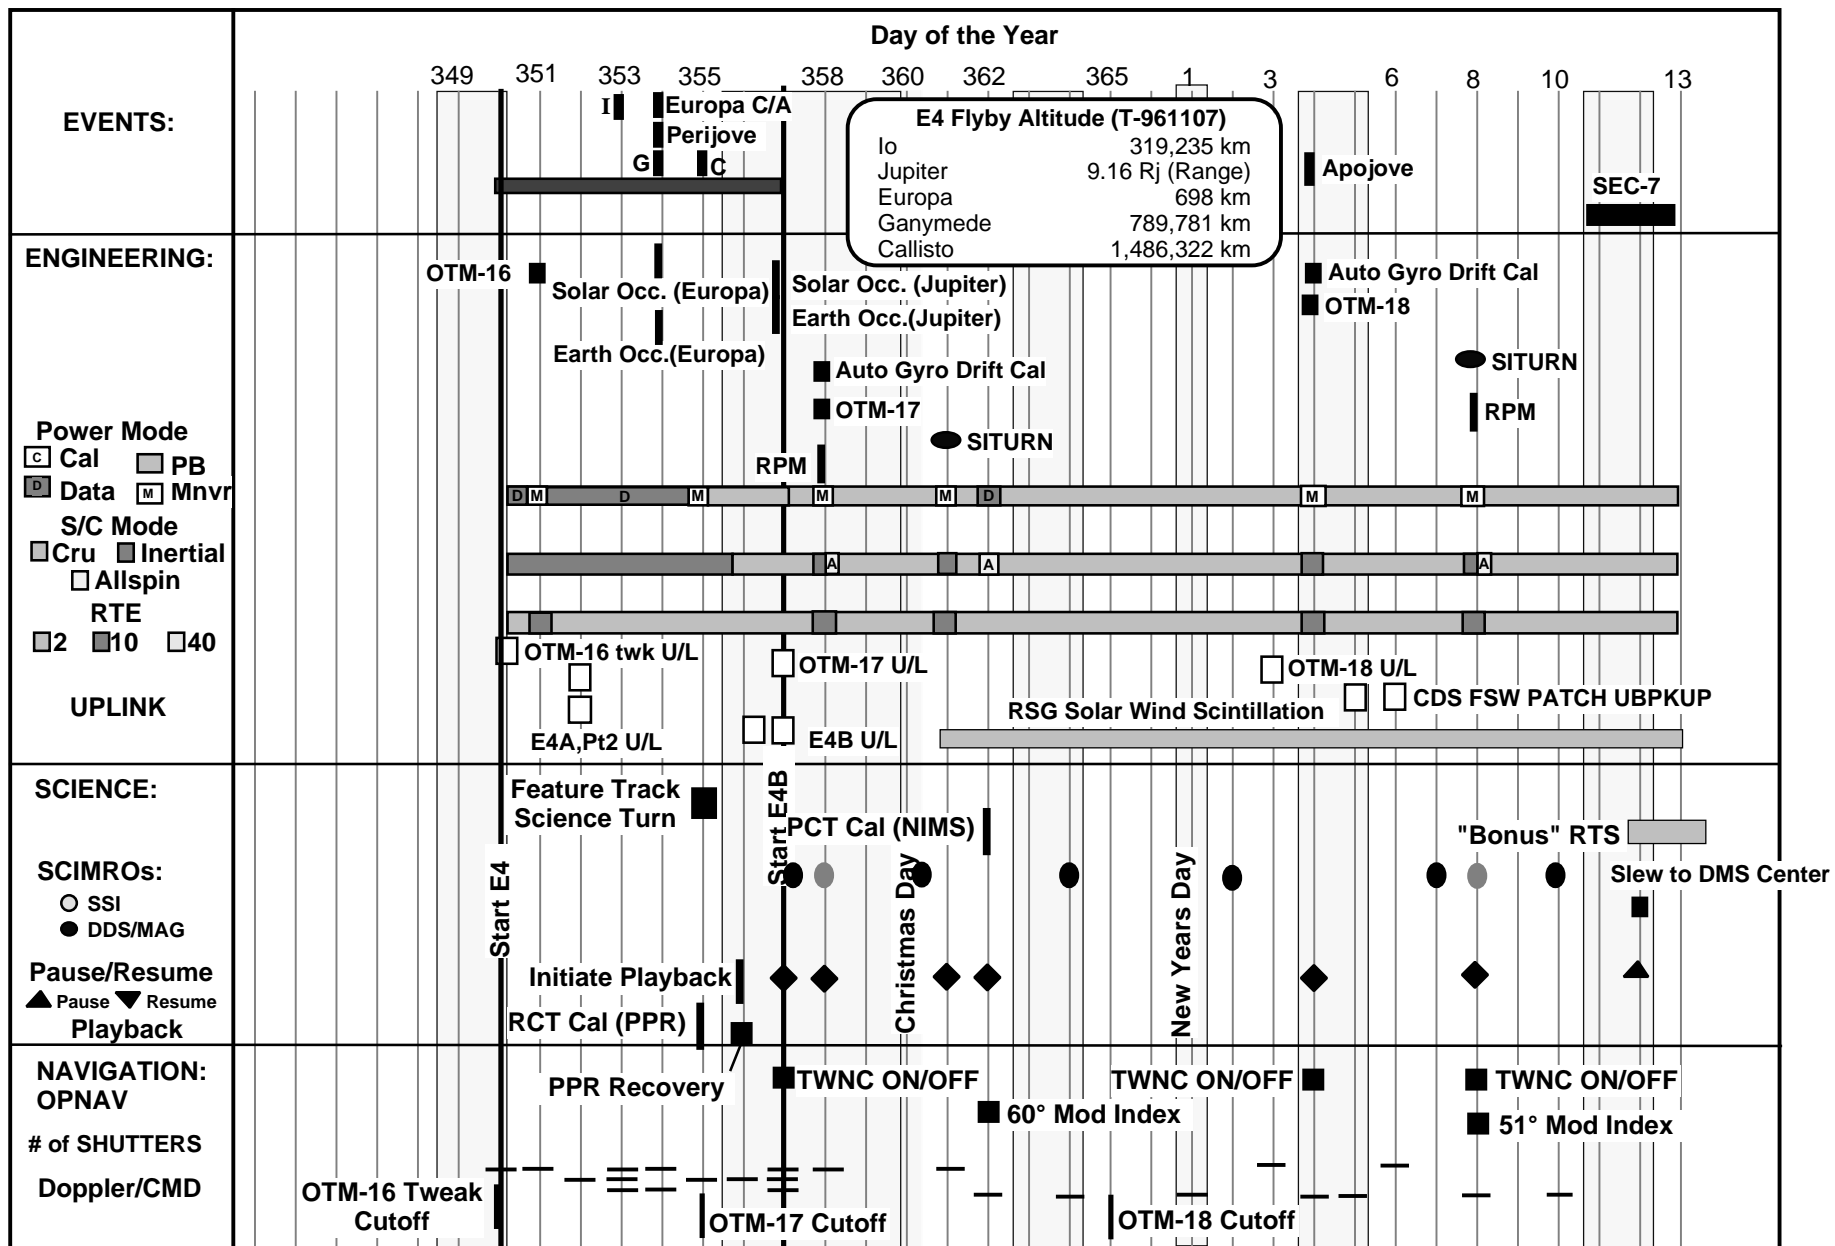 Day of the Year
349 351 353 355 358 360 362 365 1 3 6 8 10 13
EVENTS:
I
Europa C/A
Perijove
G
C
E4 Flyby Altitude (T-961107)
Io 319,235 km
Jupiter 9.16 Rj (Range)
Europa 698 km
Ganymede 789,781 km
Callisto 1,486,322 km
Apojove
SEC-7
ENGINEERING:
OTM-16
Solar Occ. (Europa)
Solar Occ. (Jupiter)
Earth Occ.(Jupiter)
Earth Occ.(Europa)
Auto Gyro Drift Cal
OTM-18
Auto Gyro Drift Cal
OTM-17
SITURN
RPM
SITURN
RPM
Power Mode
C Cal PB
D Data M Mnvr
D M D M M M D M M
S/C Mode
Cru Inertial
Allspin
A A A
RTE
2 10 40
UPLINK
OTM-16 twk U/L
OTM-17 U/L
OTM-18 U/L
CDS FSW PATCH UBPKUP
RSG Solar Wind Scintillation
E4A,Pt2 U/L
E4B U/L
SCIENCE:
Feature Track
Science Turn
Start E4B
PCT Cal (NIMS)
"Bonus" RTS
SCIMROs:
SSI
DDS/MAG
Start E4
Christmas Day
New Years Day
Slew to DMS Center
Pause/Resume
Pause Resume
Playback
Initiate Playback
RCT Cal (PPR)
PPR Recovery
NAVIGATION:
OPNAV
TWNC ON/OFF
TWNC ON/OFF
TWNC ON/OFF
60° Mod Index
51° Mod Index
# of SHUTTERS
Doppler/CMD
OTM-16 Tweak
Cutoff
OTM-17 Cutoff
OTM-18 Cutoff